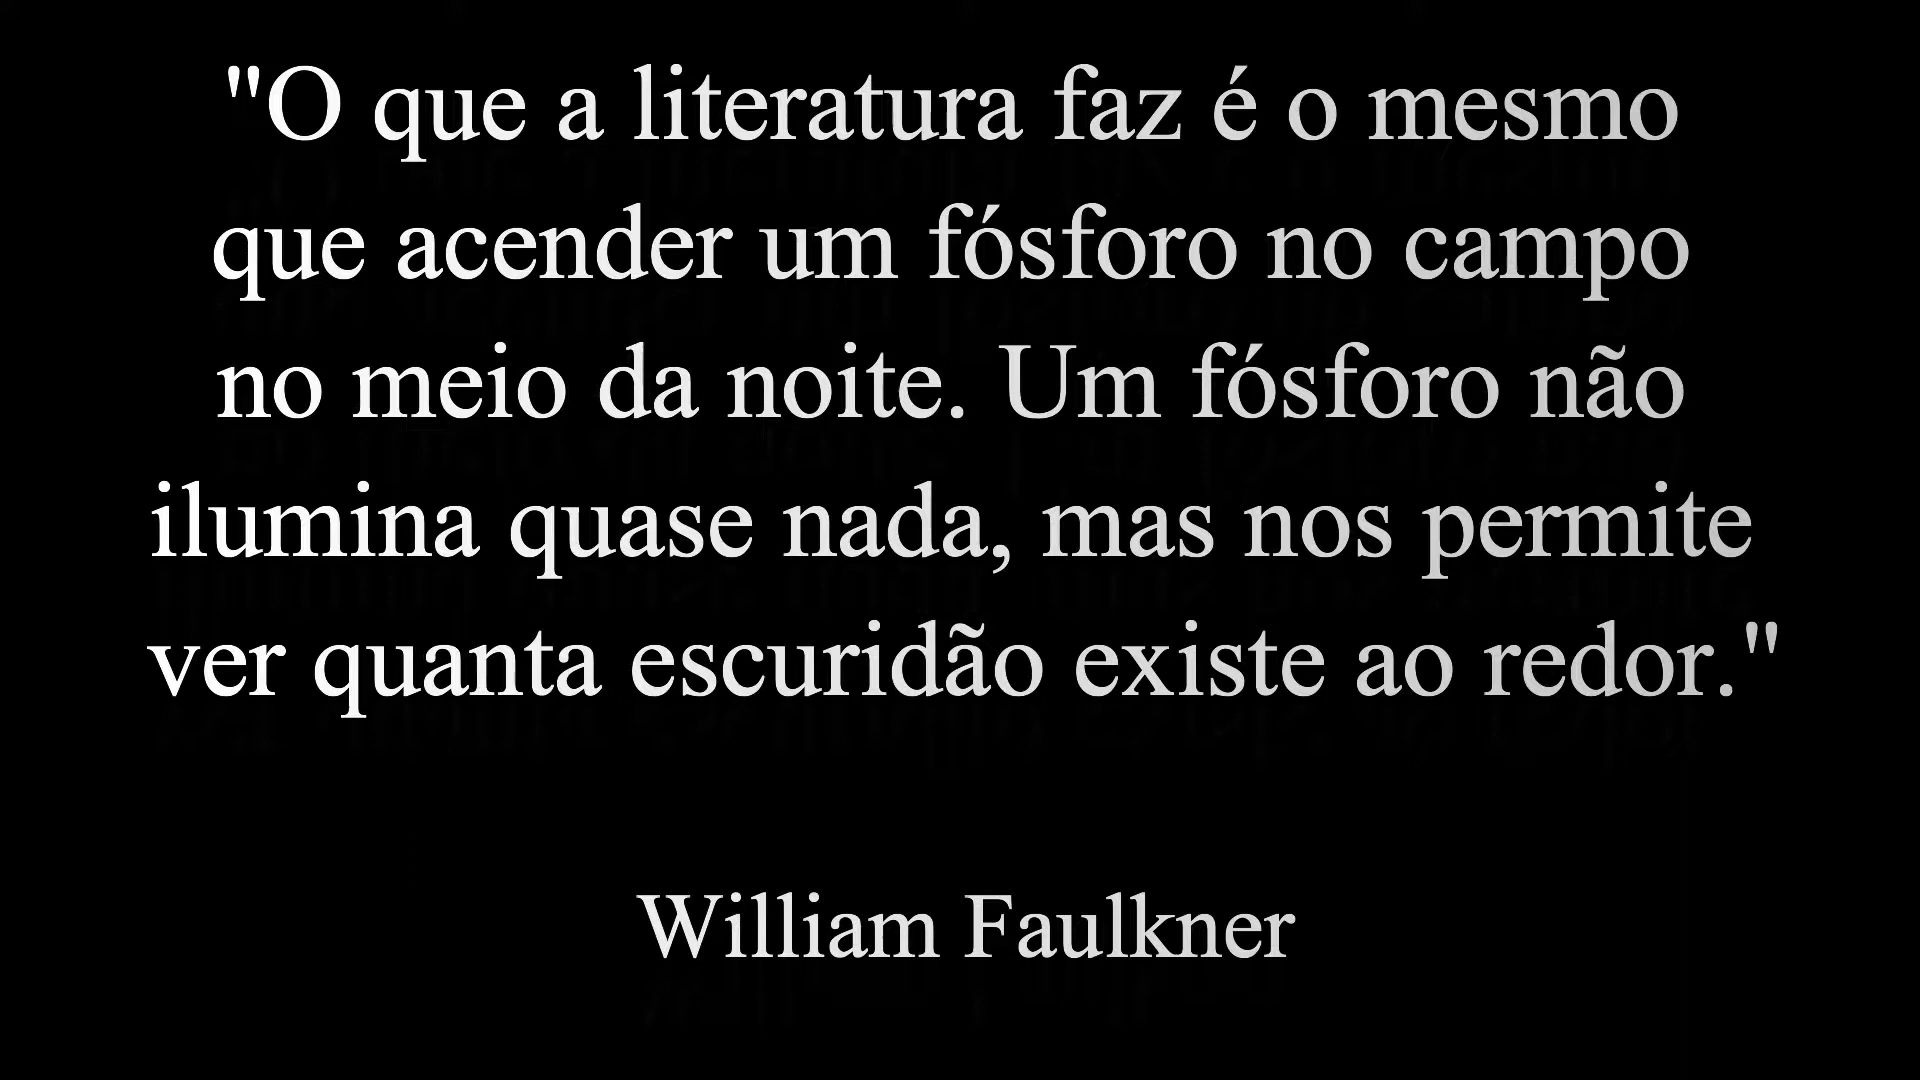 "O que a literatura faz é o mesmo
que acender um fósforo no campo
no meio da noite. Um fósforo não
ilumina quase nada, mas nos permite
ver quanta escuridão existe ao redor."
William Faulkner